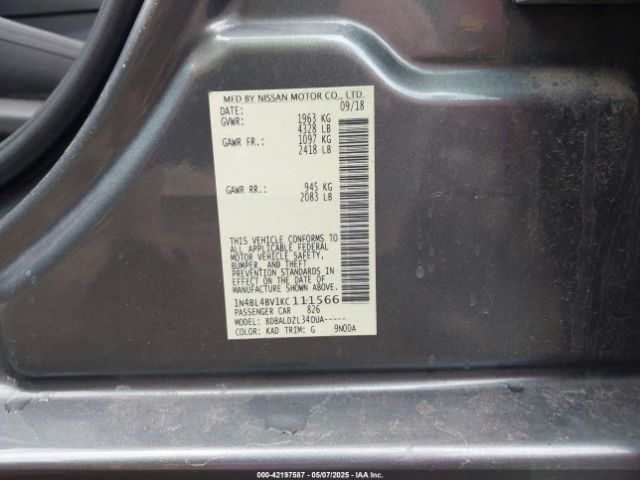 MFD BY NISSAN MOTOR CO., LTD.
DATE: 09/18
GVWR: 1963 KG
4328 LB
GAWR FR.: 1097 KG
2418 LB
GAWR RR.: 945 KG
2083 LB
THIS VEHICLE CONFORMS TO
ALL APPLICABLE FEDERAL
MOTOR VEHICLE SAFETY,
BUMPER, AND THEFT
PREVENTION STANDARDS IN
EFFECT ON THE DATE OF
MANUFACTURE SHOWN ABOVE.
1N4BL4BV1KC111566
PASSENGER CAR 826
MODEL: BDBALDZL34DUA-----
COLOR: KAD TRIM: G 9N00A
000-42197587 - 05/07/2025 - IAA Inc.